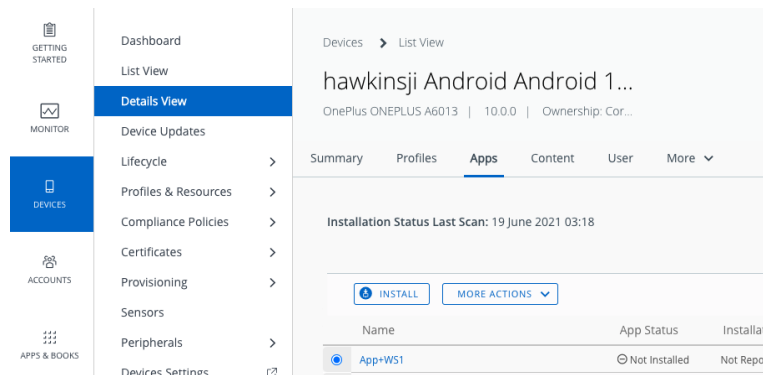 GETTING
STARTED
MONITOR
DEVICES
ACCOUNTS
APPS & BOOKS
Dashboard
List View
Details View
Device Updates
Lifecycle
Profiles & Resources
Compliance Policies
Certificates
Provisioning
Sensors
Peripherals
Devices Settings
Devices > List View
hawkinsji Android Android 1...
OnePlus ONEPLUS A6013 | 10.0.0 | Ownership: Cor...
Summary Profiles Apps Content User More
Installation Status Last Scan: 19 June 2021 03:18
INSTALL MORE ACTIONS
Name App Status Installa
App+WS1 Not Installed Not Repo